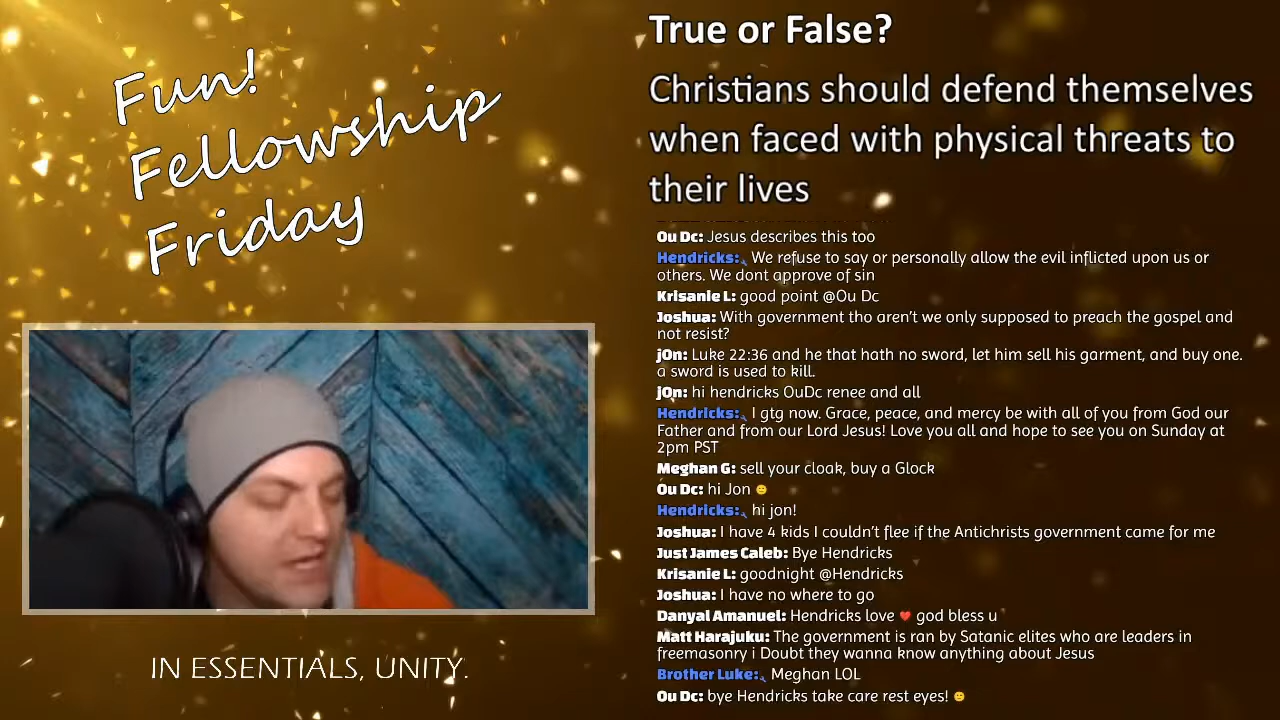 Fun!
Fellowship
Friday
IN ESSENTIALS, UNITY.
True or False?
Christians should defend themselves
when faced with physical threats to
their lives
Ou Dc: Jesus describes this too
Hendricks: We refuse to say or personally allow the evil inflicted upon us or
others. We dont approve of sin
Krisanie L: good point @Ou Dc
Joshua: With government tho aren't we only supposed to preach the gospel and
not resist?
jOn: Luke 22:36 and he that hath no sword, let him sell his garment, and buy one.
a sword is used to kill.
jOn: hi hendricks OuDc renee and all
Hendricks: I gtg now. Grace, peace, and mercy be with all of you from God our
Father and from our Lord Jesus! Love you all and hope to see you on Sunday at
2pm PST
Meghan G: sell your cloak, buy a Glock
Ou Dc: hi Jon 🙂
Hendricks: hi jon!
Joshua: I have 4 kids I couldn't flee if the Antichrists government came for me
Just James Caleb: Bye Hendricks
Krisanie L: goodnight @Hendricks
Joshua: I have no where to go
Danyal Amanuel: Hendricks love ❤️ god bless u
Matt Harajuku: The government is ran by Satanic elites who are leaders in
freemasonry i Doubt they wanna know anything about Jesus
Brother Luke: Meghan LOL
Ou Dc: bye Hendricks take care rest eyes! 🙂